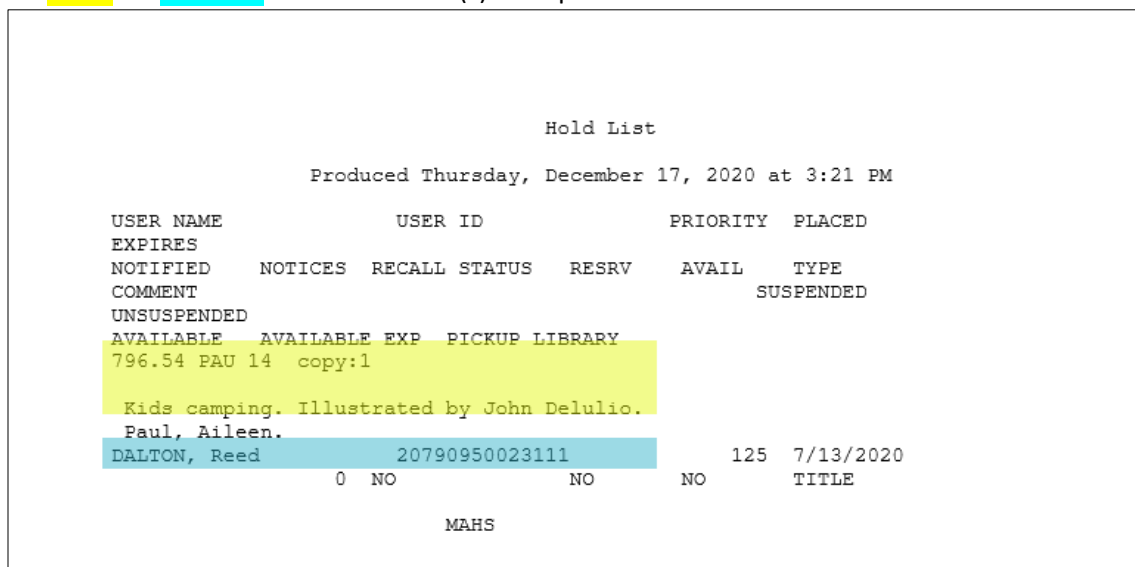 Hold List
Produced Thursday, December 17, 2020 at 3:21 PM
USER NAME USER ID PRIORITY PLACED
EXPIRES
NOTIFIED NOTICES RECALL STATUS RESRV AVAIL TYPE
COMMENT SUSPENDED
UNSUSPENDED
AVAILABLE AVAILABLE EXP PICKUP LIBRARY
796.54 PAU 14 copy:1
Kids camping. Illustrated by John Delulio.
Paul, Aileen.
DALTON, Reed 20790950023111 125 7/13/2020
0 NO NO NO TITLE
MAHS